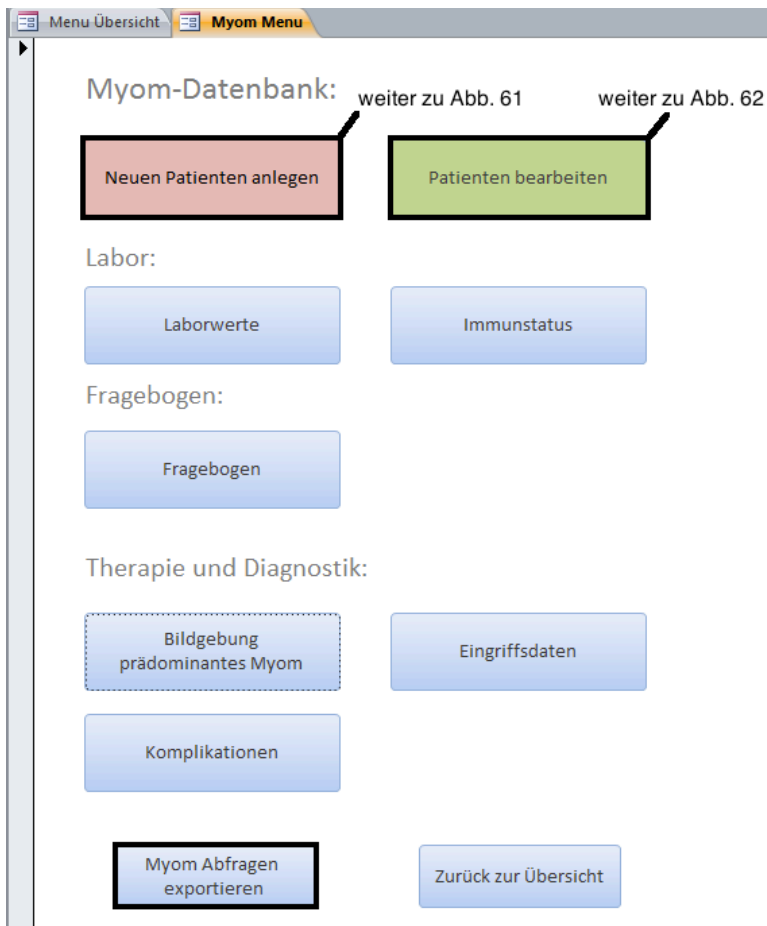 Menu Übersicht Myom Menu
Myom-Datenbank:
weiter zu Abb. 61 weiter zu Abb. 62
Neuen Patienten anlegen Patienten bearbeiten
Labor:
Laborwerte Immunstatus
Fragebogen:
Fragebogen
Therapie und Diagnostik:
Bildgebung
prädominantes Myom
Eingriffsdaten
Komplikationen
Myom Abfragen
exportieren
Zurück zur Übersicht